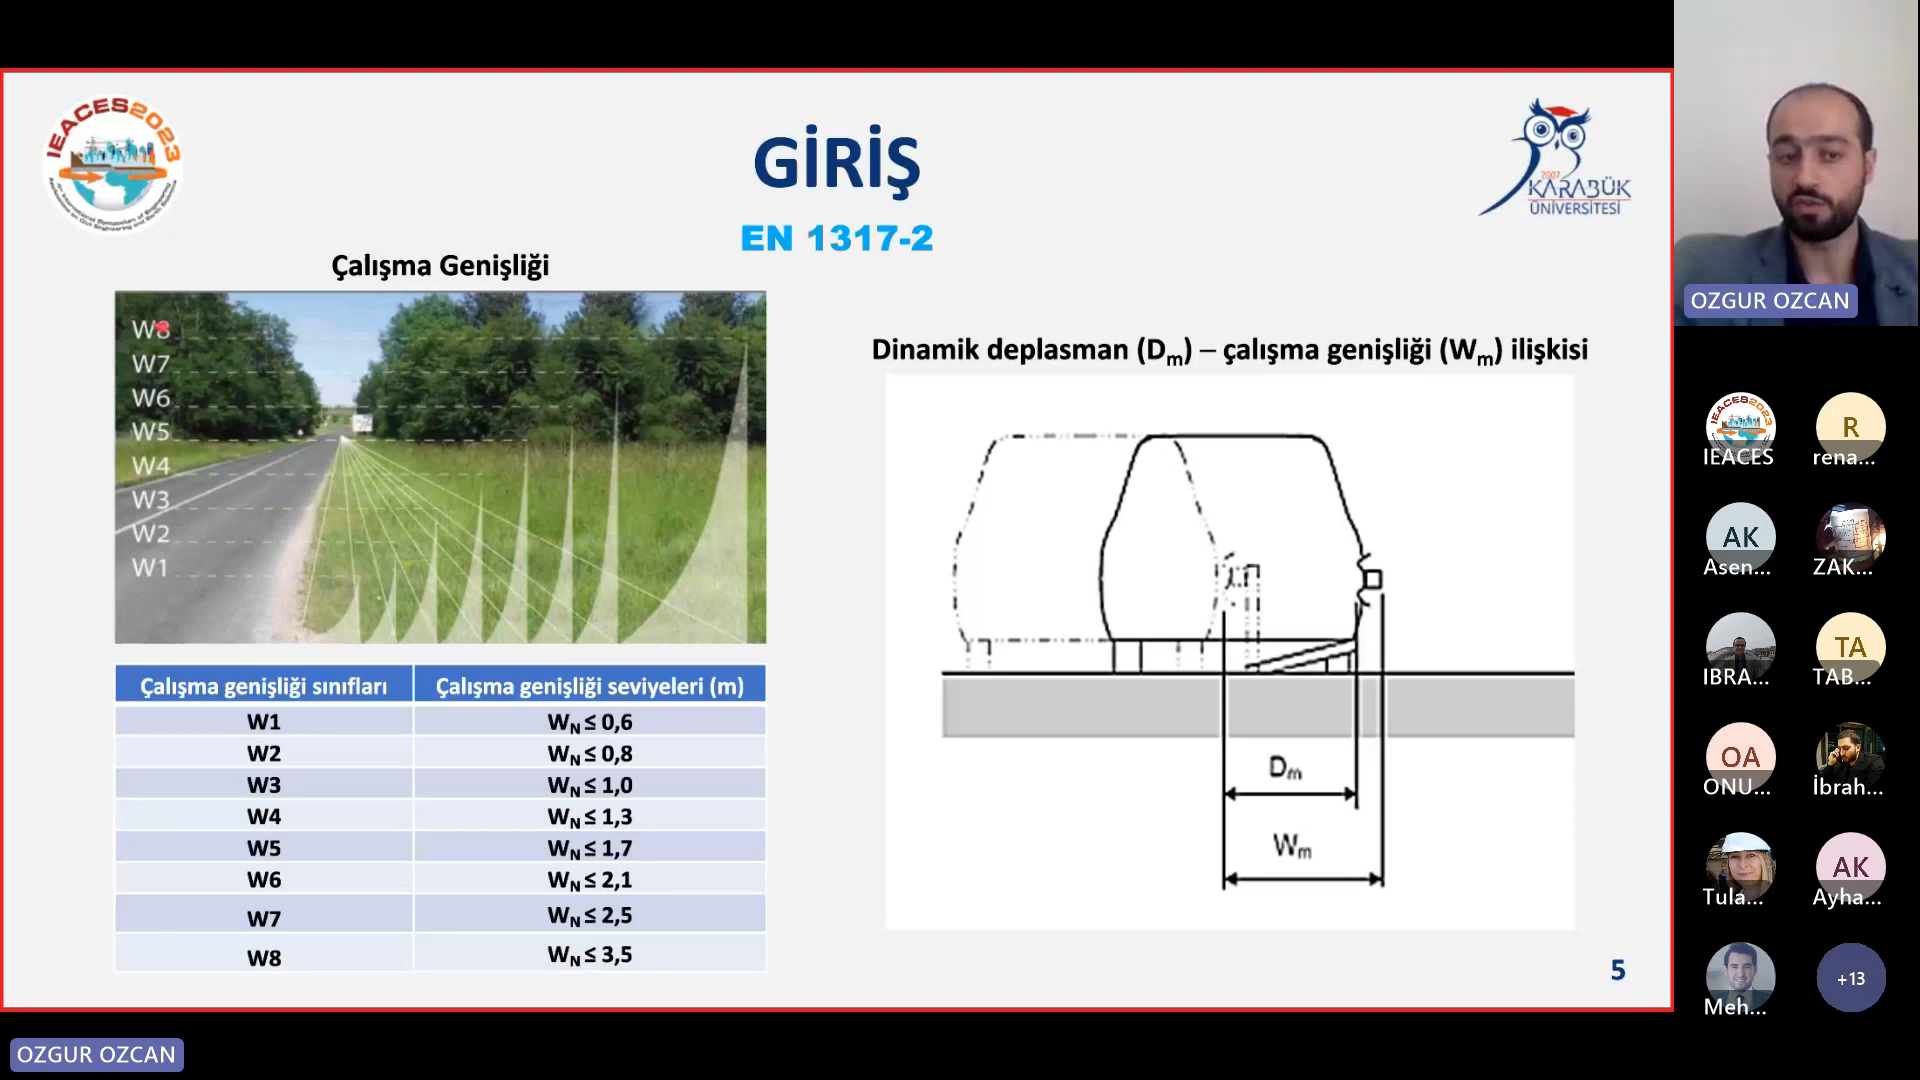 IEACES2023
GİRİŞ
EN 1317-2
2007
KARABÜK
ÜNİVERSİTESİ
Çalışma Genişliği
W8
W7
W6
W5
W4
W3
W2
W1
Çalışma genişliği sınıfları Çalışma genişliği seviyeleri (m)
W1 WN ≤ 0,6
W2 WN ≤ 0,8
W3 WN ≤ 1,0
W4 WN ≤ 1,3
W5 WN ≤ 1,7
W6 WN ≤ 2,1
W7 WN ≤ 2,5
W8 WN ≤ 3,5
Dinamik deplasman (Dm) – çalışma genişliği (Wm) ilişkisi
Dm
Wm
5
OZGUR OZCAN
OZGUR OZCAN
IEACES
R
rena...
AK
Asen...
ZAK...
IBRA...
TA
TAB...
OA
ONU...
İbrah...
Tula...
AK
Ayha...
Meh...
+13